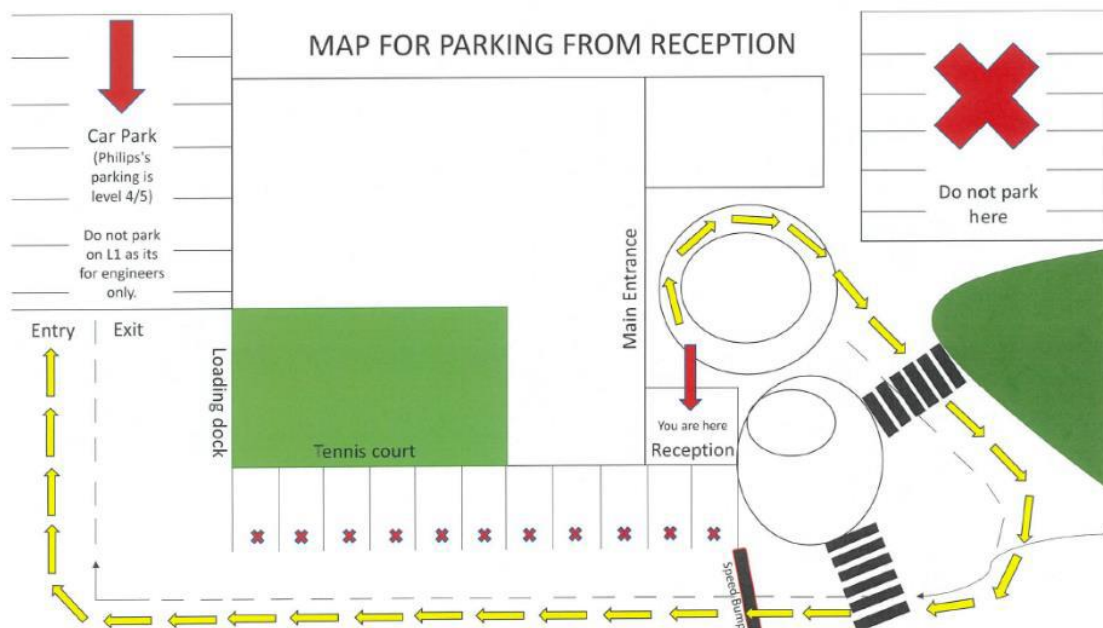 MAP FOR PARKING FROM RECEPTION
Car Park
(Philips's
parking is
level 4/5)
Do not park
on L1 as its
for engineers
only.
Do not park
here
Main Entrance
Entry
Exit
Loading dock
Tennis court
You are here
Reception
Speed Bump